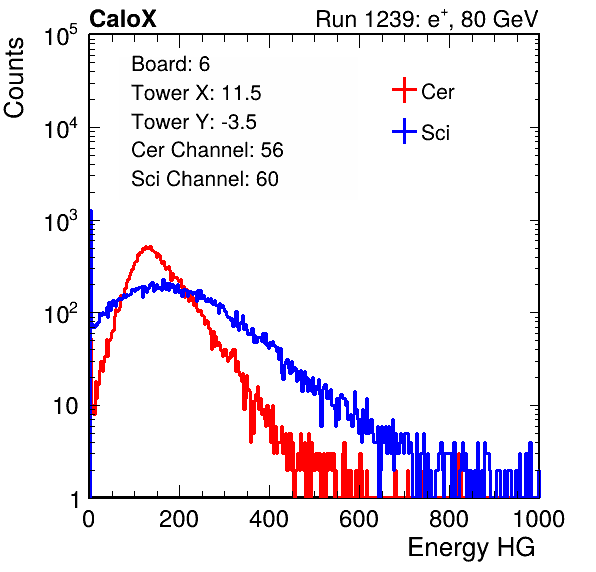 CaloX Run 1239: e⁺, 80 GeV
Counts
10⁵
10⁴
10³
10²
10
1
Board: 6
Tower X: 11.5
Tower Y: -3.5
Cer Channel: 56
Sci Channel: 60
Cer
Sci
0 200 400 600 800 1000
Energy HG